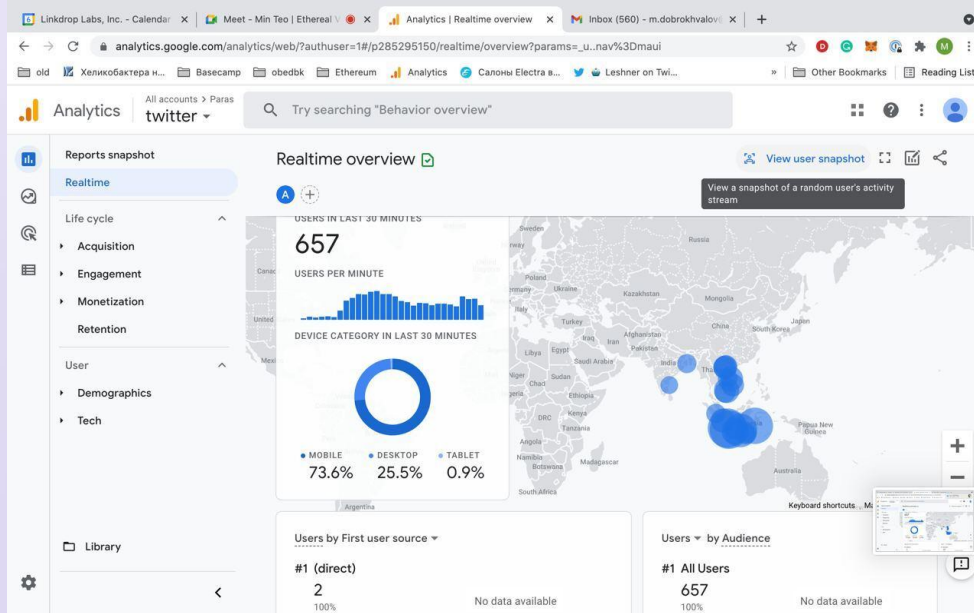 Linkdrop Labs, Inc. - Calendar
Meet - Min Teo | Ethereal V
Analytics | Realtime overview
Inbox (560) - m.dobrokhvalov@
analytics.google.com/analytics/web/?authuser=1#/p285295150/realtime/overview?params=_u..nav%3Dmaui
M
old
Хеликобактера н...
Basecamp
obedbk
Ethereum
Analytics
Салоны Electra в...
Leshner on Twi...
»
Other Bookmarks
Reading List
Analytics
All accounts > Paras
twitter
Try searching "Behavior overview"
Reports snapshot
Realtime
Life cycle
Acquisition
Engagement
Monetization
Retention
User
Demographics
Tech
Library
Realtime overview
View user snapshot
View a snapshot of a random user's activity
stream
A
USERS IN LAST 30 MINUTES
657
USERS PER MINUTE
DEVICE CATEGORY IN LAST 30 MINUTES
MOBILE
73.6%
DESKTOP
25.5%
TABLET
0.9%
Sweden
Russia
Poland
Ukraine
Kazakhstan
Mongolia
Italy
Turkey
China
South Korea
Japan
Iraq
Iran
Afghanistan
Pakistan
Libya
Egypt
Saudi Arabia
India
Niger
Chad
Sudan
Ethiopia
DRC
Kenya
Tanzania
Angola
Namibia
Botswana
Madagascar
South Africa
Papua New
Guinea
Australia
United
Argentina
Keyboard shortcuts
Users by First user source
#1 (direct)
2
100%
No data available
Users by Audience
#1 All Users
657
100%
No data available